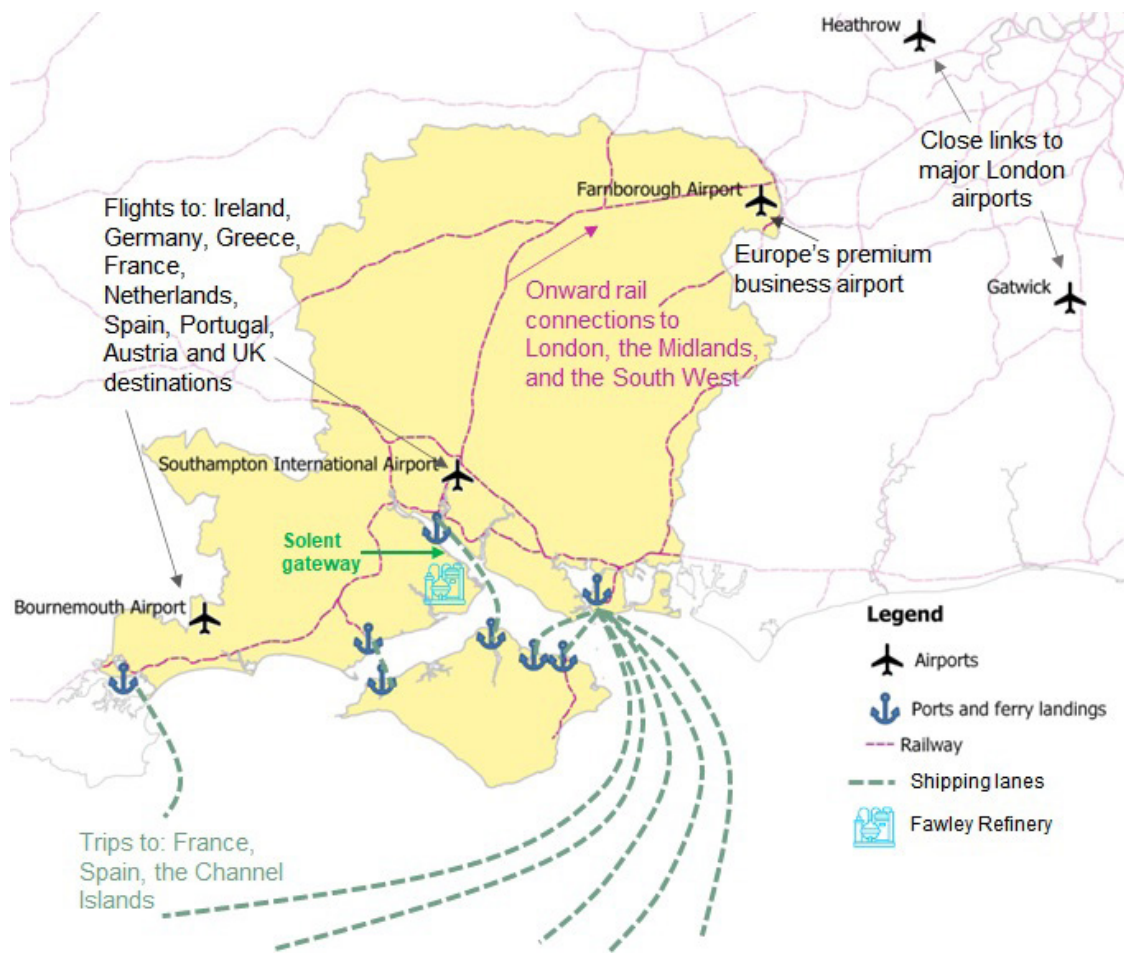 Heathrow
Close links to
major London
airports
Farnborough Airport
Flights to: Ireland,
Germany, Greece,
France,
Netherlands,
Spain, Portugal,
Austria and UK
destinations
Europe's premium
business airport
Gatwick
Onward rail
connections to
London, the Midlands,
and the South West
Southampton International Airport
Solent
gateway
Bournemouth Airport
Legend
Airports
Ports and ferry landings
Railway
Shipping lanes
Fawley Refinery
Trips to: France,
Spain, the Channel
Islands